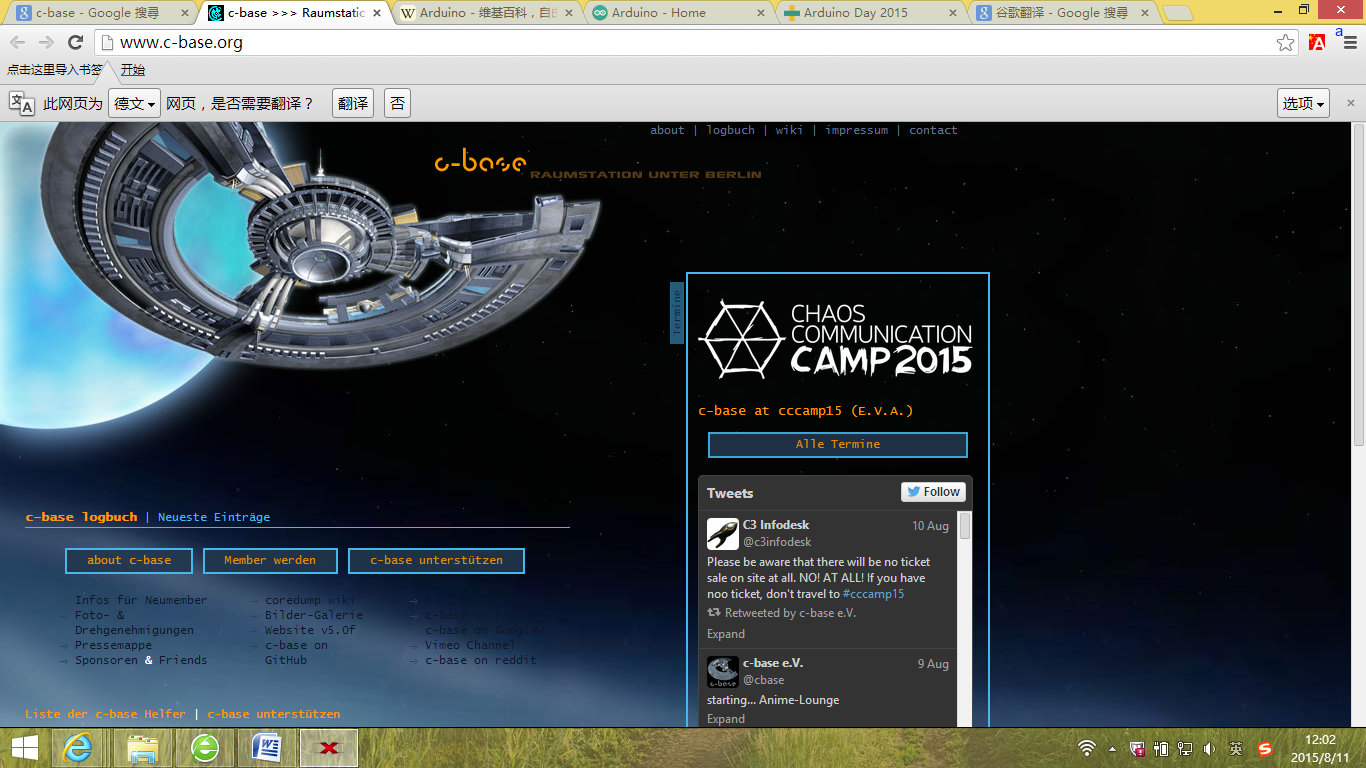 c-base - Google 搜尋
c-base >>> Raumstatic
Arduino - 维基百科，自
Arduino - Home
Arduino Day 2015
谷歌翻译 - Google 搜尋
www.c-base.org
点击这里导入书签
开始
此网页为 德文 网页，是否需要翻译？ 翻译 否 选项
about | logbuch | wiki | impressum | contact
c-base
RAUMSTATION UNTER BERLIN
Termine
CHAOS
COMMUNICATION
CAMP 2015
c-base at cccamp15 (E.V.A.)
Alle Termine
Tweets
Follow
C3 Infodesk 10 Aug
@c3infodesk
Please be aware that there will be no ticket
sale on site at all. NO! AT ALL! If you have
noo ticket, don't travel to #cccamp15
Retweeted by c-base e.V.
Expand
c-base e.V. 9 Aug
@cbase
starting... Anime-Lounge
Expand
c-base logbuch | Neueste Einträge
about c-base
Member werden
c-base unterstützen
Infos für Neumember
Foto- &
Drehgenehmigungen
Pressemappe
Sponsoren & Friends
coredump wiki
Bilder-Galerie
Website v5.0f
c-base on
GitHub
c-base on Google+
Vimeo Channel
c-base on reddit
Liste der c-base Helfer | c-base unterstützen
英
12:02
2015/8/11